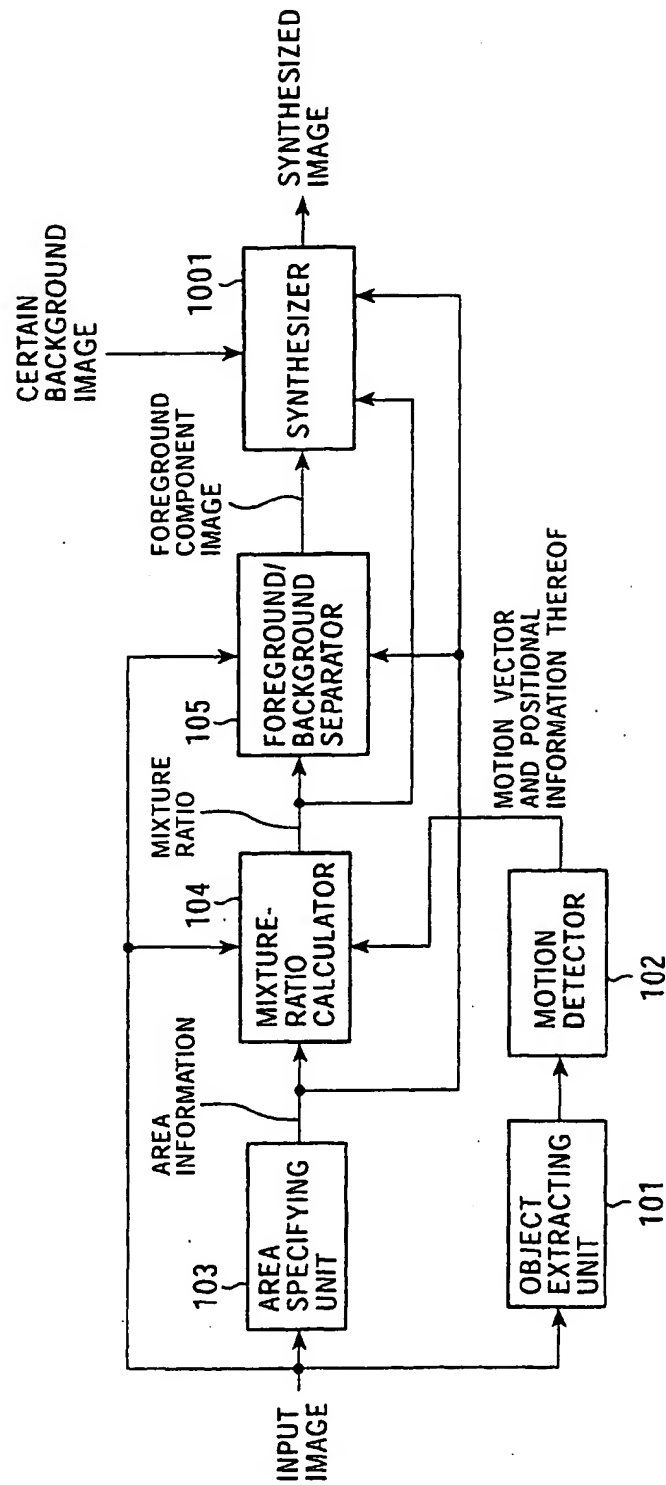 INPUT
IMAGE
103
AREA
SPECIFYING
UNIT
AREA
INFORMATION
104
MIXTURE-
RATIO
CALCULATOR
MIXTURE
RATIO
105
FOREGROUND/
BACKGROUND
SEPARATOR
FOREGROUND
COMPONENT
IMAGE
CERTAIN
BACKGROUND
IMAGE
1001
SYNTHESIZER
SYNTHESIZED
IMAGE
OBJECT
EXTRACTING
UNIT
101
MOTION
DETECTOR
102
MOTION VECTOR
AND POSITIONAL
INFORMATION THEREOF